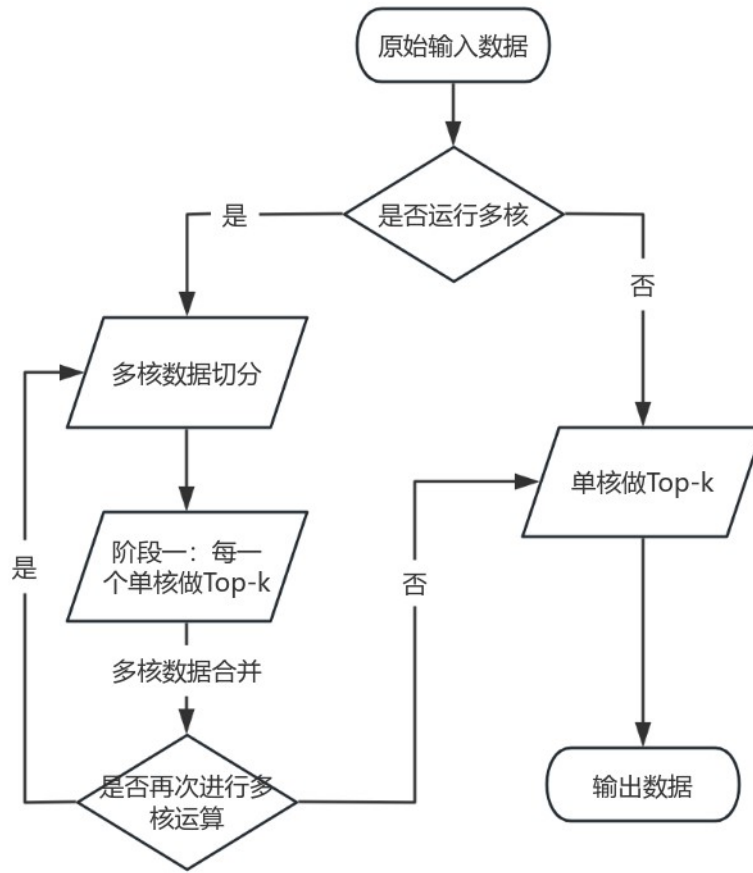 原始输入数据
是否运行多核
是
否
多核数据切分
单核做Top-k
阶段一：每一
个单核做Top-k
是
否
多核数据合并
是否再次进行多
核运算
输出数据